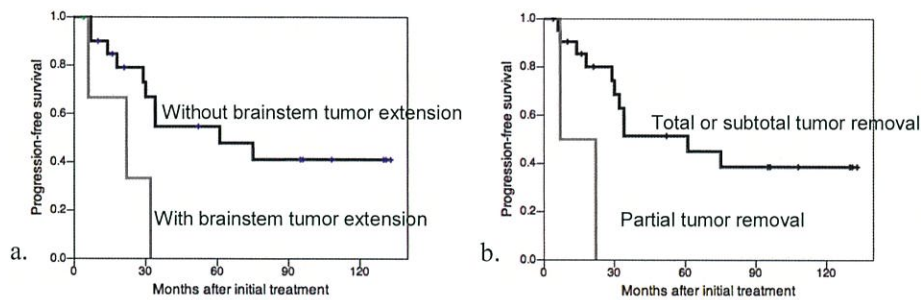 Progression-free survival
1.0
0.8
0.6
0.4
0.2
0.0
Without brainstem tumor extension
With brainstem tumor extension
0 30 60 90 120
Months after initial treatment
a.
Progression-free survival
1.0
0.8
0.6
0.4
0.2
0.0
Total or subtotal tumor removal
Partial tumor removal
0 30 60 90 120
Months after initial treatment
b.